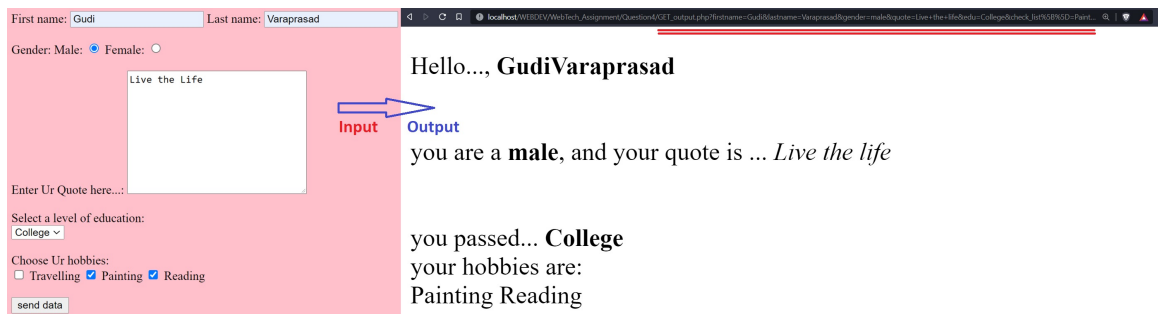 First name: Gudi Last name: Varaprasad
Gender: Male: Female:
Live the Life
Enter Ur Quote here...:
Select a level of education:
College
Choose Ur hobbies:
Travelling Painting Reading
send data
Input
Output
localhost/WEBDEV/WebTech_Assignment/Question4/GET_output.php?firstname=Gudi&lastname=Varaprasad&gender=male&quote=Live+the+life&edu=College&check_list%5B%5D=Paint...
Hello..., GudiVaraprasad
you are a male, and your quote is ... Live the life
you passed... College
your hobbies are:
Painting Reading